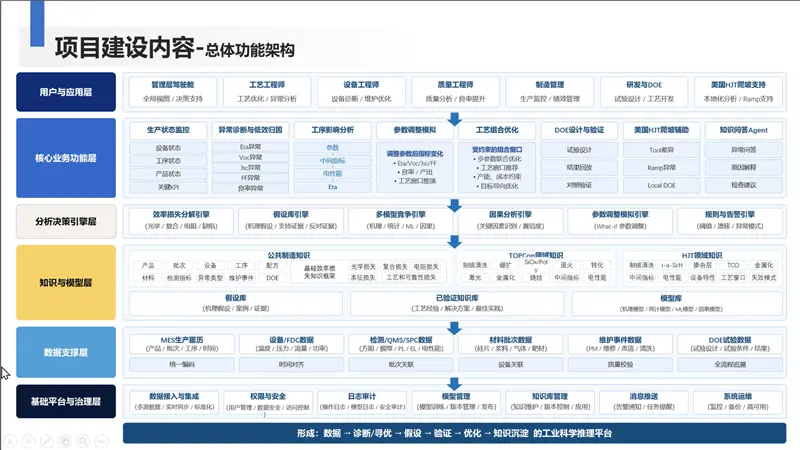 项目建设内容-总体功能架构
用户与应用层
管理层驾驶舱
全局视图 / 决策支持
工艺工程师
工艺优化 / 异常分析
设备工程师
设备诊断 / 维护优化
质量工程师
质量分析 / 良率提升
制造管理
生产监控 / 绩效管理
研发与DOE
试验设计 / 工艺开发
美国HJT爬坡支持
本地化分析 / Ramp支持
核心业务功能层
生产状态监控
设备状态
工序状态
产品状态
关键KPI
异常诊断与低效归因
Eta异常
Voc异常
Jsc异常
FF异常
良率异常
工序影响分析
参数
中间指标
电性能
Eta
参数调整模拟
调整参数后指标变化
• Eta/Voc/Jsc/FF
• 良率 / 产出
• 工艺窗口推演
工艺组合优化
受约束的组合窗口
• 多参数联合优化
• 工艺窗口推荐
• 产能、成本约束
• 目标导向优化
DOE设计与验证
试验设计
结果回放
对照验证
美国HJT爬坡辅助
Tool差异
Ramp异常
Local DOE
知识问答Agent
异常问答
原因解释
检查建议
分析决策引擎层
效率损失分解引擎
(光学 / 复合 / 电阻 / 缺陷)
假设库引擎
(机理假设 / 支持证据 / 反对证据)
多模型竞争引擎
(机理 / 统计 / ML / 因果)
因果分析引擎
(关键因素识别 / 置信度)
参数调整模拟引擎
(What-if 参数调整)
规则与告警引擎
(阈值 / 漂移 / 异常模式)
知识与模型层
公共制造知识
产品 批次 设备 工序 配方
材料 检测指标 异常类型 维护事件 DOE
晶硅效率损失知识框架
光学损失 复合损失 电阻损失
本征损失 工艺和可靠性损失
TOPCon领域知识
制绒清洗 硼扩 SiOx/Poly 退火 钝化
激光 金属化 烧结 中间指标 电性能
HJT领域知识
制绒清洗 i-a-SiH 掺杂层 TCO 金属化
中间指标 电性能 设备特性 工艺窗口 失效模式
假设库
(机理假设 / 案例 / 证据)
已验证知识库
(工艺经验 / 解决方案 / 最佳实践)
模型库
(机理模型 / 统计模型 / ML模型 / 因果模型)
数据支撑层
MES生产履历
(产品 / 批次 / 工序 / 时间)
设备/FDC数据
(温度 / 压力 / 流量 / 功率)
检测/QMS/SPC数据
(方阻 / 膜厚 / PL / EL / 电性能)
材料批次数据
(硅片 / 浆料 / 气体 / 靶材)
维护事件数据
(PM / 维修 / 改造 / 清洗)
DOE试验数据
(试验设计 / 试验条件 / 结果)
统一编码
时间对齐
批次关联
设备关联
质量校验
全流程追溯
基础平台与治理层
数据接入与集成
(多源数据 / 实时同步 / 标准化)
权限与安全
(用户管理 / 数据安全 / 访问控制)
日志审计
(操作日志 / 模型日志 / 安全审计)
模型管理
(模型训练 / 版本管理 / 发布)
知识库管理
(知识维护 / 版本控制 / 应用)
消息推送
(告警通知 / 任务提醒)
系统运维
(监控 / 备份 / 高可用)
形成：数据 → 诊断/寻优 → 假设 → 验证 → 优化 → 知识沉淀 的工业科学推理平台